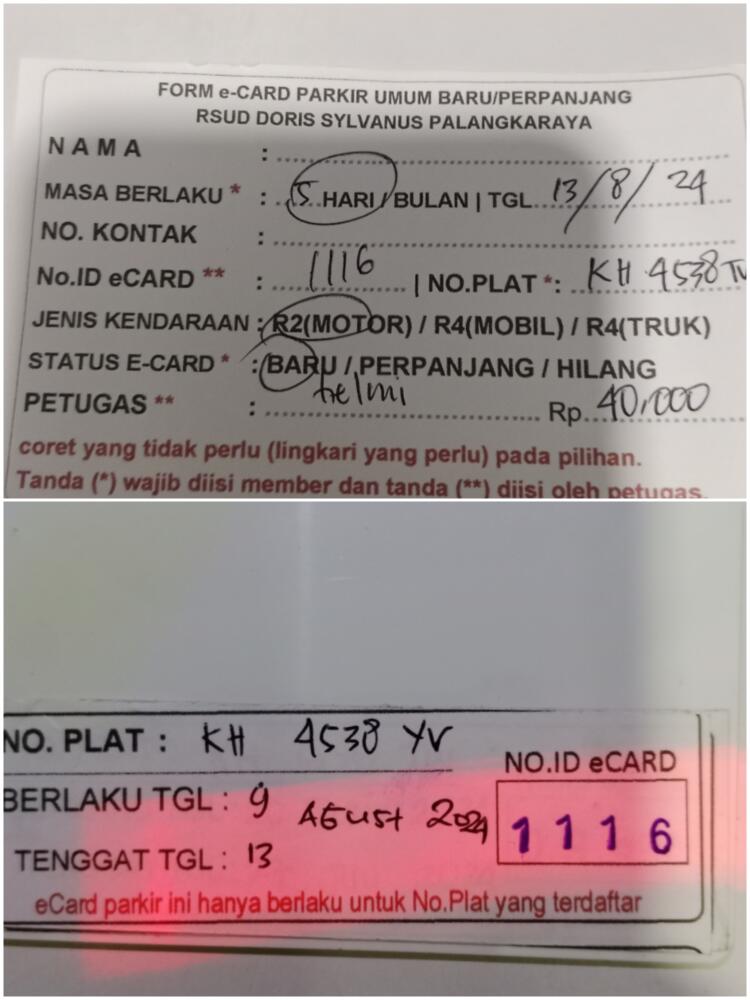 FORM e-CARD PARKIR UMUM BARU/PERPANJANG
RSUD DORIS SYLVANUS PALANGKARAYA
NAMA :
MASA BERLAKU * : 5 HARI / BULAN | TGL 13/8/24
NO. KONTAK :
No.ID eCARD ** : 1116 | NO.PLAT *: KH 4538
JENIS KENDARAAN : R2(MOTOR) / R4(MOBIL) / R4(TRUK)
STATUS E-CARD * : BARU / PERPANJANG / HILANG
PETUGAS ** : helmi Rp. 40,000
coret yang tidak perlu (lingkari yang perlu) pada pilihan.
Tanda (*) wajib diisi member dan tanda (**) diisi oleh petugas.
NO. PLAT : KH 4538 YV
BERLAKU TGL : 9 Agust 2024
TENGGAT TGL : 13
NO.ID eCARD
1116
eCard parkir ini hanya berlaku untuk No.Plat yang terdaftar